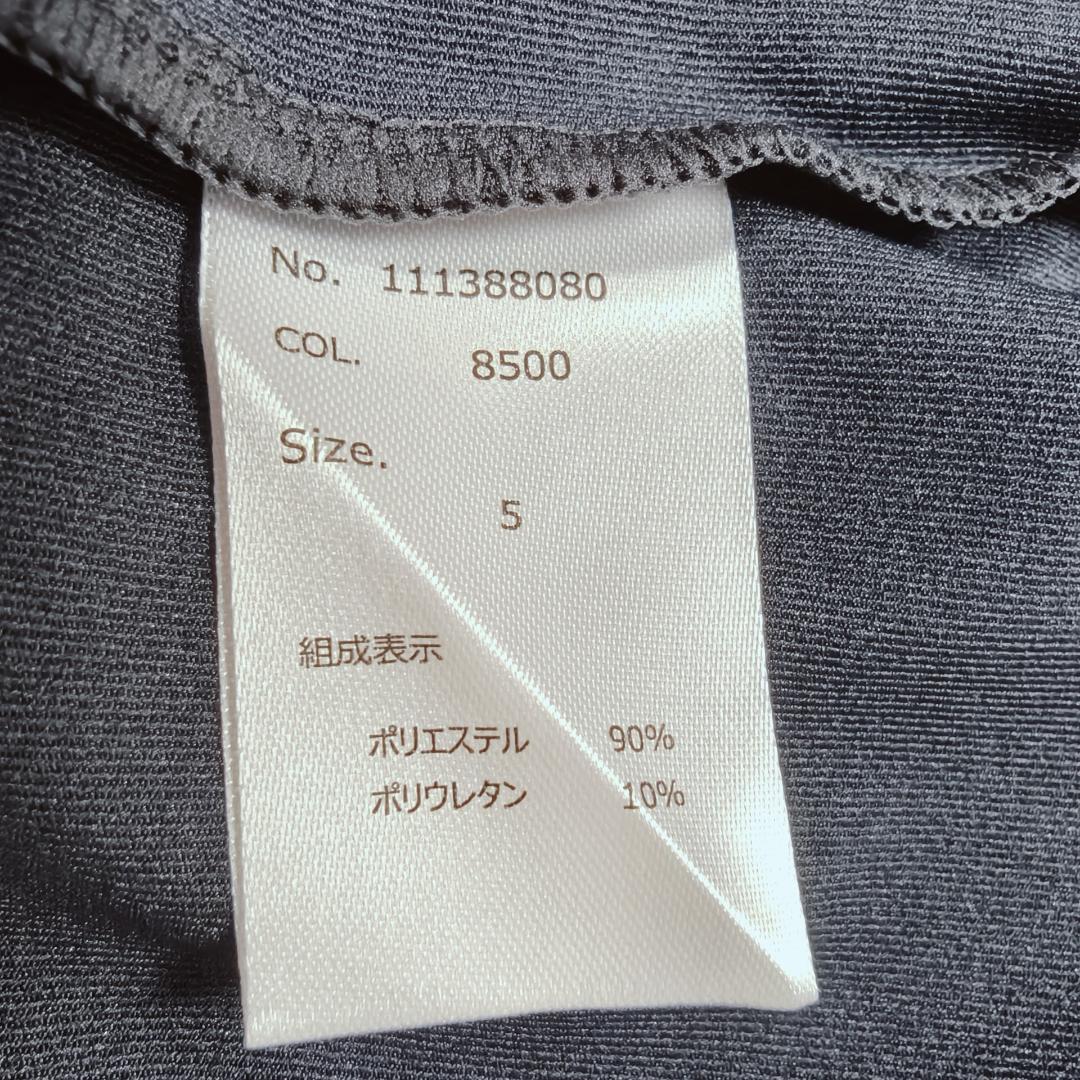 No. 111388080
COL. 8500
Size.
5
組成表示
ポリエステル 90%
ポリウレタン 10%